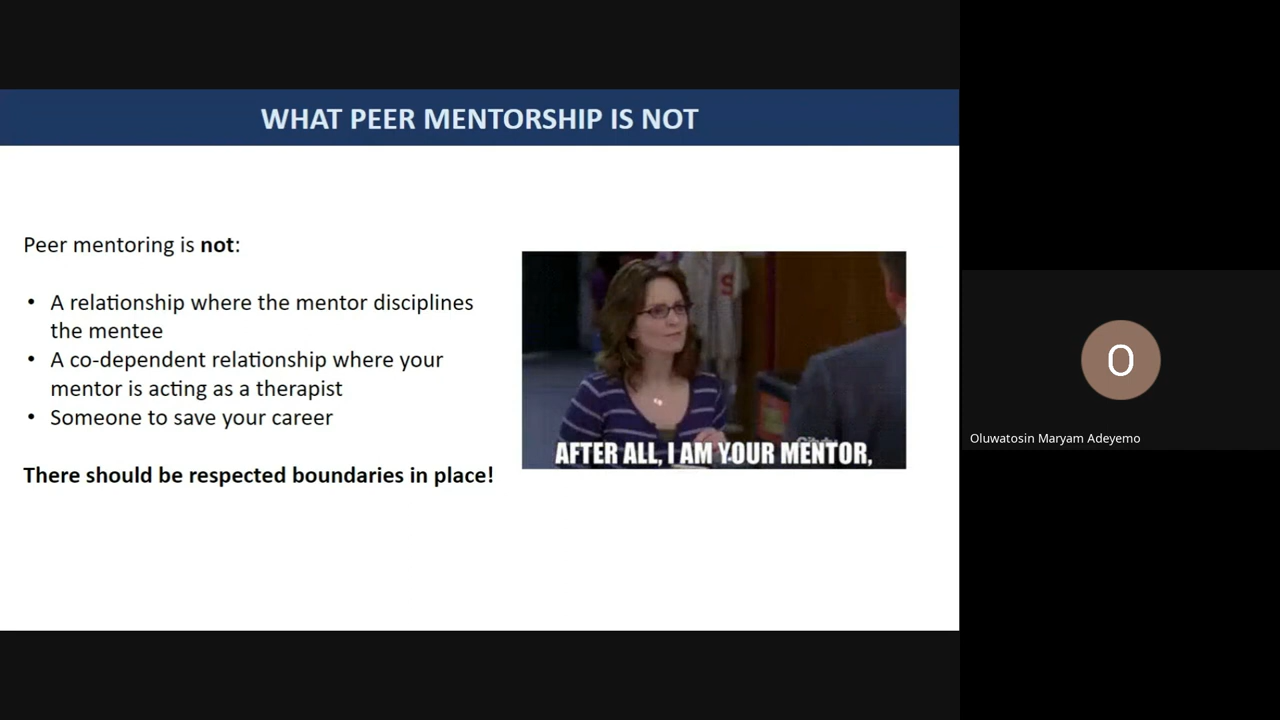 WHAT PEER MENTORSHIP IS NOT
Peer mentoring is not:
• A relationship where the mentor disciplines
the mentee
• A co-dependent relationship where your
mentor is acting as a therapist
• Someone to save your career
There should be respected boundaries in place!
S
AFTER ALL, I AM YOUR MENTOR,
O
Oluwatosin Maryam Adeyemo